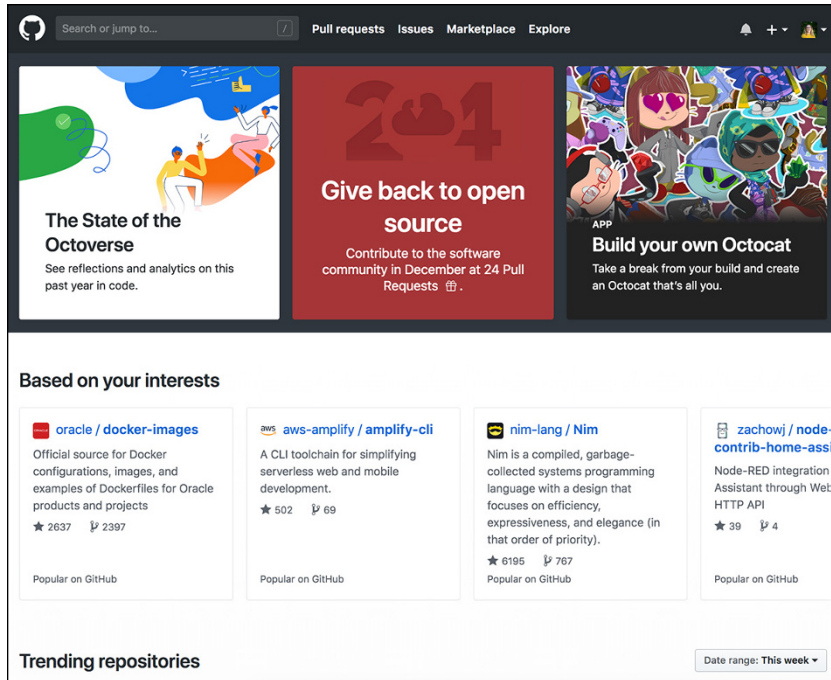 Search or jump to...
/
Pull requests Issues Marketplace Explore
The State of the
Octoverse
See reflections and analytics on this
past year in code.
24
Give back to open
source
Contribute to the software
community in December at 24 Pull
Requests
.
APP
Build your own Octocat
Take a break from your build and create
an Octocat that's all you.
Based on your interests
oracle / docker-images
Official source for Docker
configurations, images, and
examples of Dockerfiles for Oracle
products and projects
2637 2397
Popular on GitHub
aws aws-amplify / amplify-cli
A CLI toolchain for simplifying
serverless web and mobile
development.
502 69
Popular on GitHub
nim-lang / Nim
Nim is a compiled, garbage-
collected systems programming
language with a design that
focuses on efficiency,
expressiveness, and elegance (in
that order of priority).
6195 767
Popular on GitHub
zachowj / node-
contrib-home-assi
Node-RED integration
Assistant through Web
HTTP API
39 4
Popular on GitHub
Trending repositories
Date range: This week